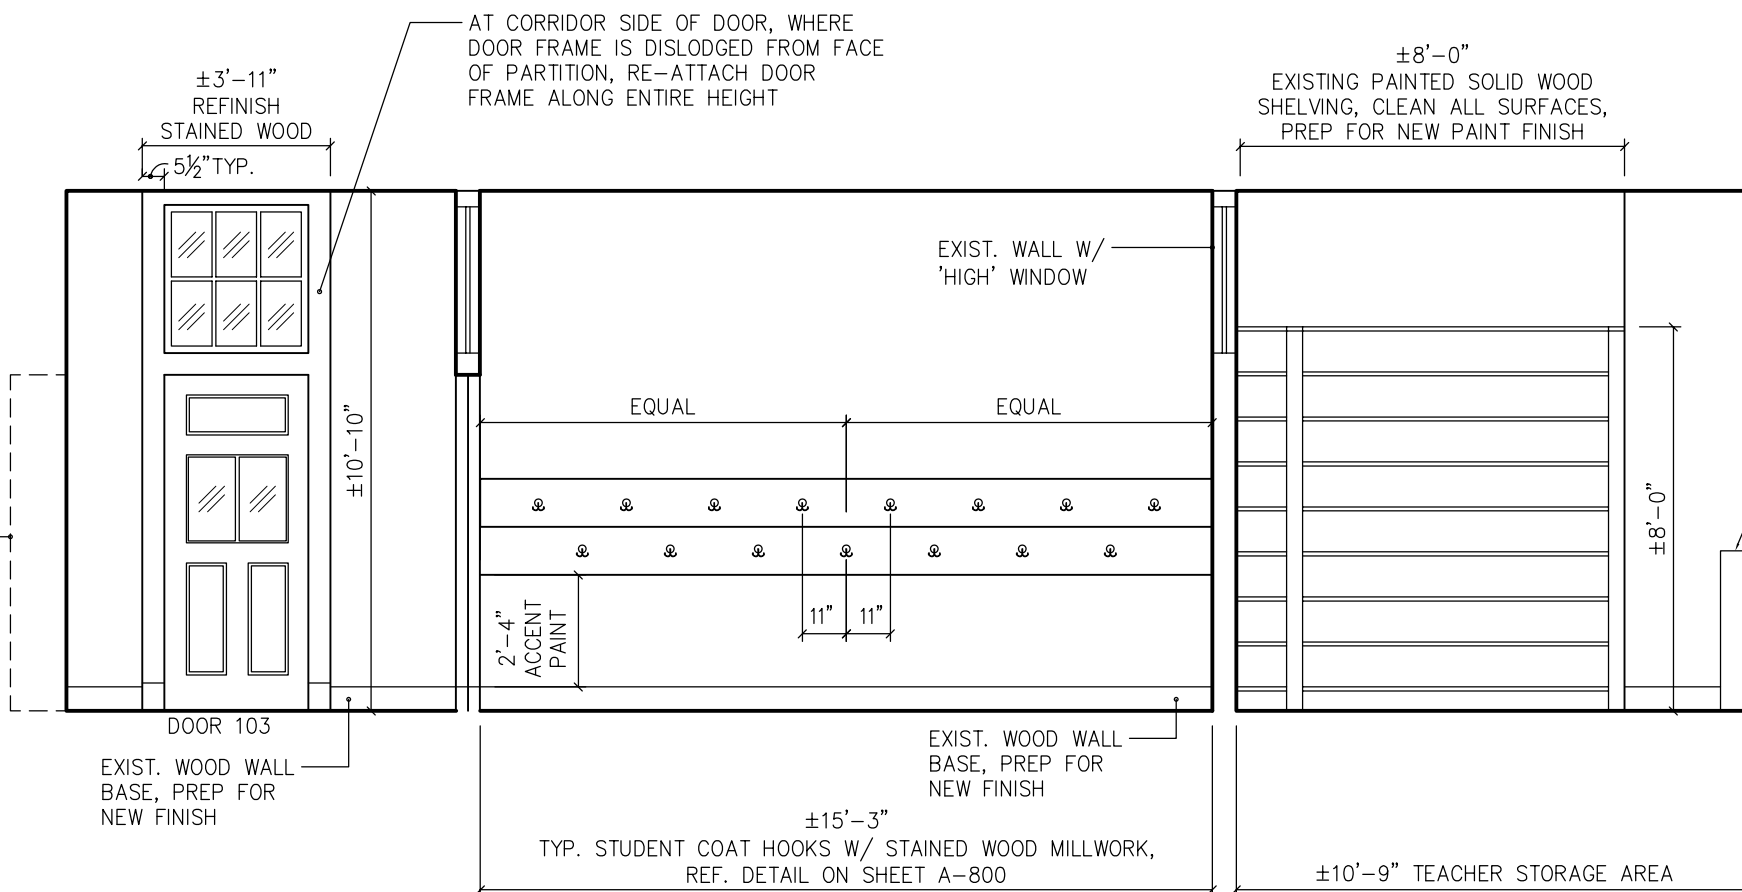 AT CORRIDOR SIDE OF DOOR, WHERE
DOOR FRAME IS DISLODGED FROM FACE
OF PARTITION, RE-ATTACH DOOR
FRAME ALONG ENTIRE HEIGHT
±3'-11"
REFINISH
STAINED WOOD
5½" TYP.
±8'-0"
EXISTING PAINTED SOLID WOOD
SHELVING, CLEAN ALL SURFACES,
PREP FOR NEW PAINT FINISH
EXIST. WALL W/
'HIGH' WINDOW
±10'-10"
EQUAL
EQUAL
±8'-0"
2'-4"
ACCENT
PAINT
11"
11"
DOOR 103
EXIST. WOOD WALL
BASE, PREP FOR
NEW FINISH
EXIST. WOOD WALL
BASE, PREP FOR
NEW FINISH
±15'-3"
TYP. STUDENT COAT HOOKS W/ STAINED WOOD MILLWORK,
REF. DETAIL ON SHEET A-800
±10'-9" TEACHER STORAGE AREA